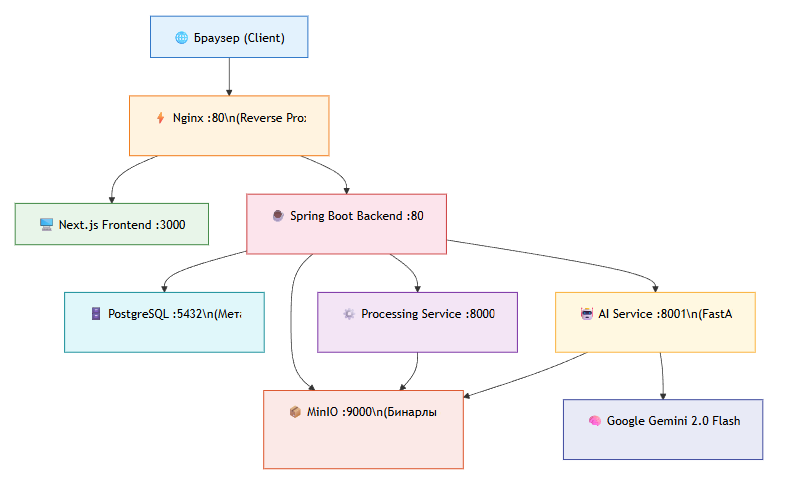 🌐 Браузер (Client)
⚡ Nginx :80\n(Reverse Pro
🖥️ Next.js Frontend :3000
Spring Boot Backend :80
🗄️ PostgreSQL :5432\n(Мета
⚙️ Processing Service :8000
🤖 AI Service :8001\n(FastA
📦 MinIO :9000\n(Бинарлы
🧠 Google Gemini 2.0 Flash